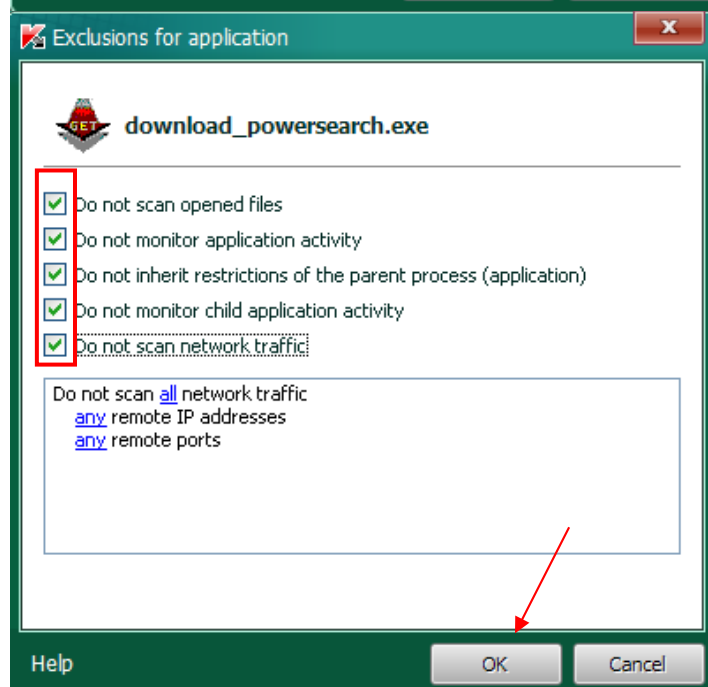 Exclusions for application
x
GET
download_powersearch.exe
Do not scan opened files
Do not monitor application activity
Do not inherit restrictions of the parent process (application)
Do not monitor child application activity
Do not scan network traffic
Do not scan all network traffic
any remote IP addresses
any remote ports
Help
OK
Cancel